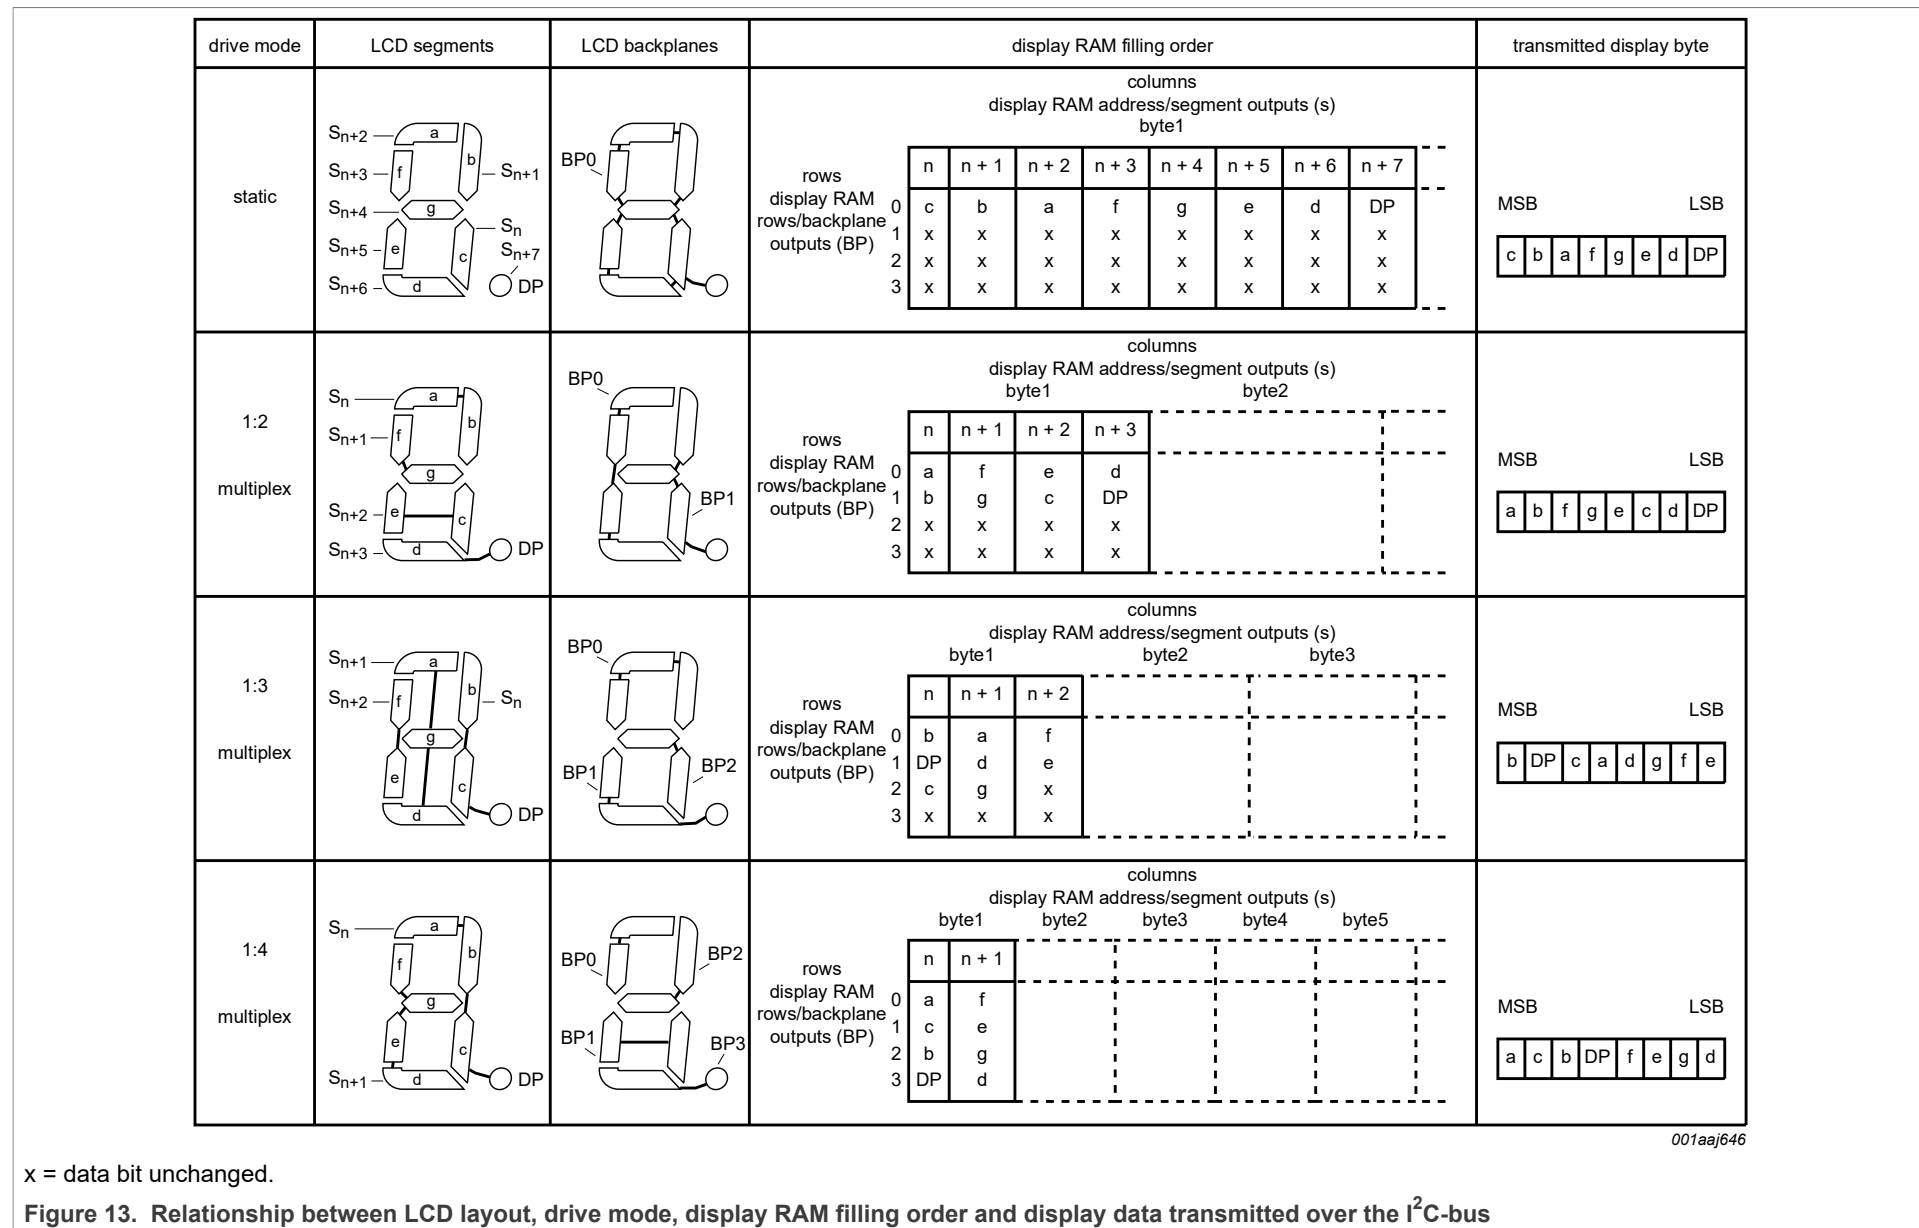 drive mode LCD segments LCD backplanes display RAM filling order transmitted display byte
static
Sn+2 a
Sn+3 f b Sn+1
Sn+4 g
Sn
Sn+5 e c Sn+7
Sn+6 d DP
BP0
columns
display RAM address/segment outputs (s)
byte1
rows
display RAM
rows/backplane
outputs (BP)
n n + 1 n + 2 n + 3 n + 4 n + 5 n + 6 n + 7
0 c b a f g e d DP
1 x x x x x x x x
2 x x x x x x x x
3 x x x x x x x x
MSB LSB
c b a f g e d DP
1:2
multiplex
Sn a
Sn+1 f b
g
Sn+2 e c
Sn+3 d DP
BP0
BP1
columns
display RAM address/segment outputs (s)
byte1 byte2
rows
display RAM
rows/backplane
outputs (BP)
n n + 1 n + 2 n + 3
0 a f e d
1 b g c DP
2 x x x x
3 x x x x
MSB LSB
a b f g e c d DP
1:3
multiplex
Sn+1 a
Sn+2 f b Sn
g
e c
d DP
BP0
BP1 BP2
columns
display RAM address/segment outputs (s)
byte1 byte2 byte3
rows
display RAM
rows/backplane
outputs (BP)
n n + 1 n + 2
0 b a f
1 DP d e
2 c g x
3 x x x
MSB LSB
b DP c a d g f e
1:4
multiplex
Sn a
f b
g
e c
Sn+1 d DP
BP0 BP2
BP1 BP3
columns
display RAM address/segment outputs (s)
byte1 byte2 byte3 byte4 byte5
rows
display RAM
rows/backplane
outputs (BP)
n n + 1
0 a f
1 c e
2 b g
3 DP d
MSB LSB
a c b DP f e g d
001aaj646
x = data bit unchanged.
Figure 13. Relationship between LCD layout, drive mode, display RAM filling order and display data transmitted over the I²C-bus